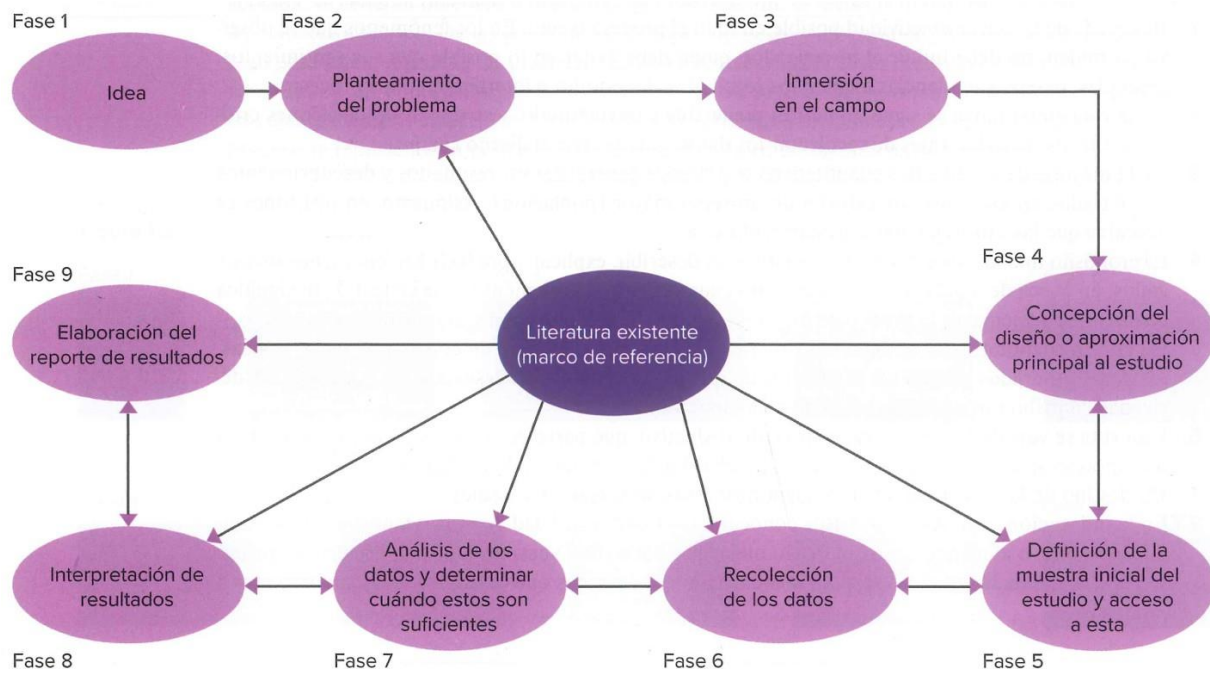 Fase 1
Idea
Fase 2
Planteamiento
del problema
Fase 3
Inmersión
en el campo
Fase 4
Concepción del
diseño o aproximación
principal al estudio
Fase 9
Elaboración del
reporte de resultados
Literatura existente
(marco de referencia)
Interpretación de
resultados
Fase 8
Análisis de los
datos y determinar
cuándo estos son
suficientes
Fase 7
Recolección
de los datos
Fase 6
Definición de la
muestra inicial del
estudio y acceso
a esta
Fase 5